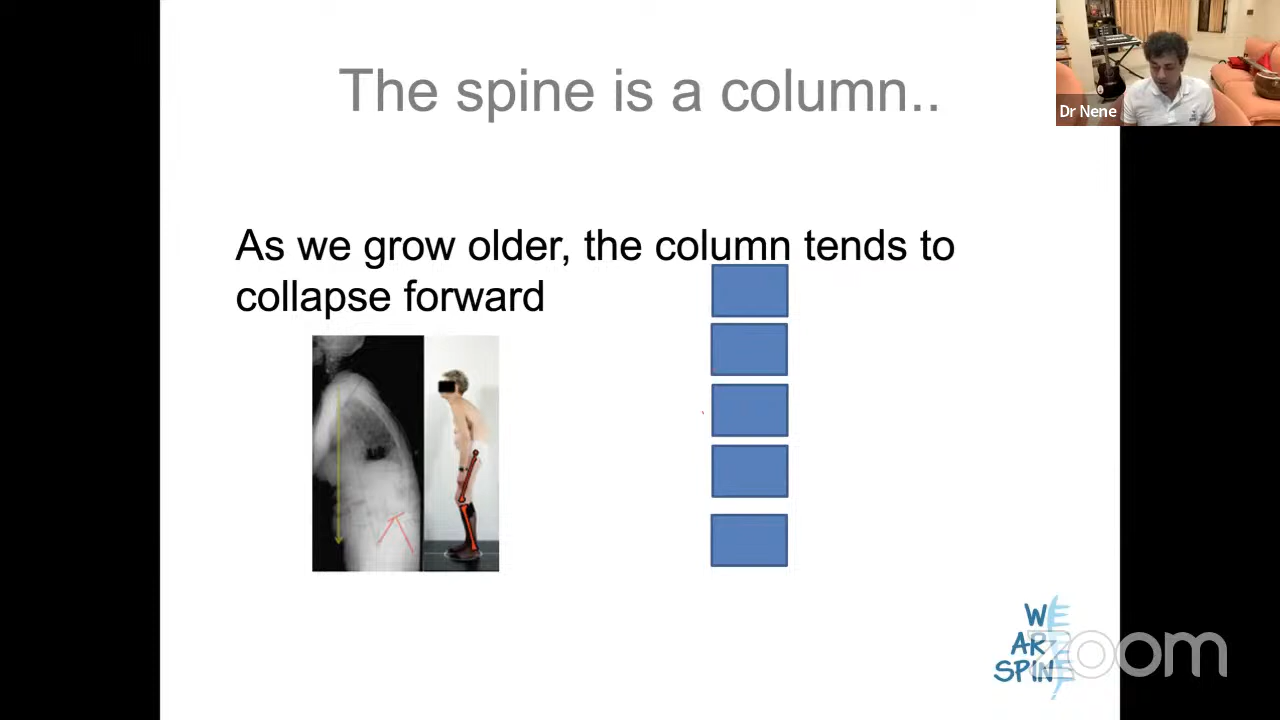 The spine is a column..
Dr Nene
As we grow older, the column tends to
collapse forward
WE
ARE
SPINE
zoom